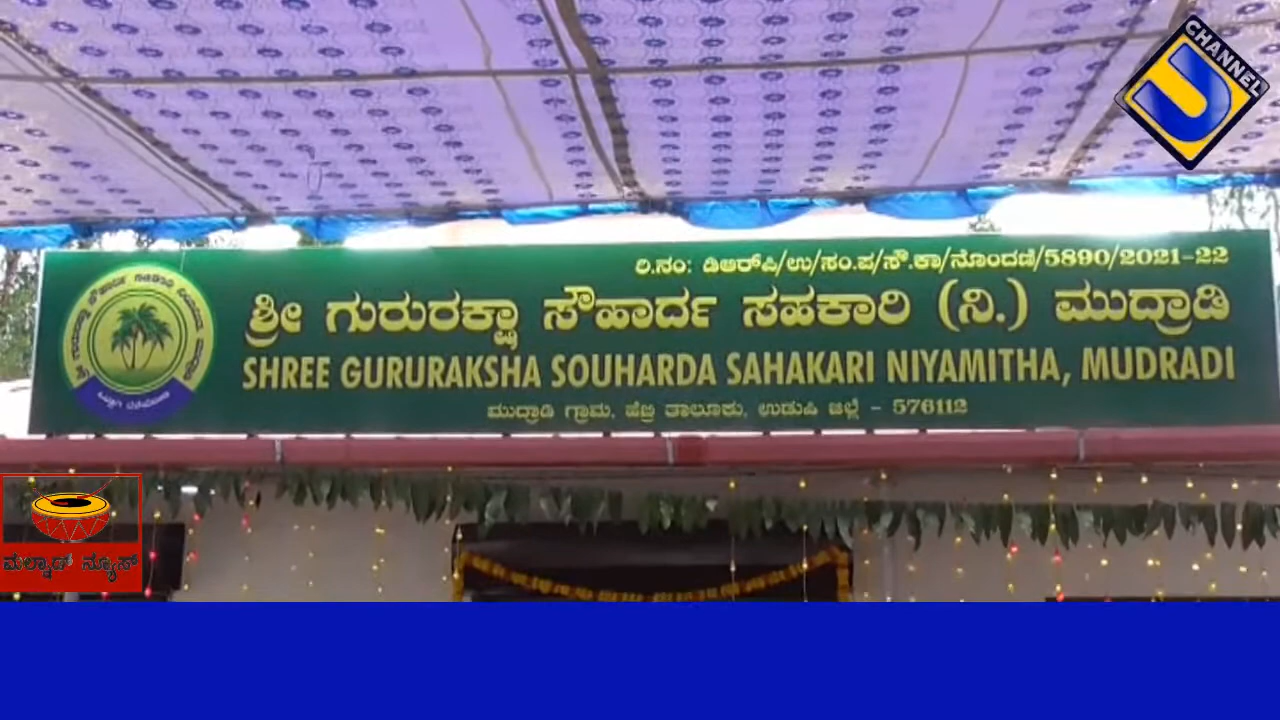 CHANNEL
U
ರಿ.ನಂ: ಡಿಆರ್‌ಪಿ/ಉ/ಸಂ.ಪ/ಸೌ.ಕಾ/ನೊಂದಣಿ/5890/2021-22
ಶ್ರೀ ಗುರುರಕ್ಷಾ ಸೌಹಾರ್ದ ಸಹಕಾರಿ (ನಿ.) ಮುದ್ರಾಡಿ
SHREE GURURAKSHA SOUHARDA SAHAKARI NIYAMITHA, MUDRADI
ಮುದ್ರಾಡಿ ಗ್ರಾಮ, ಹೆಬ್ರಿ ತಾಲೂಕು, ಉಡುಪಿ ಜಿಲ್ಲೆ - 576112
ಮಲ್ನಾಡ್ ನ್ಯೂಸ್